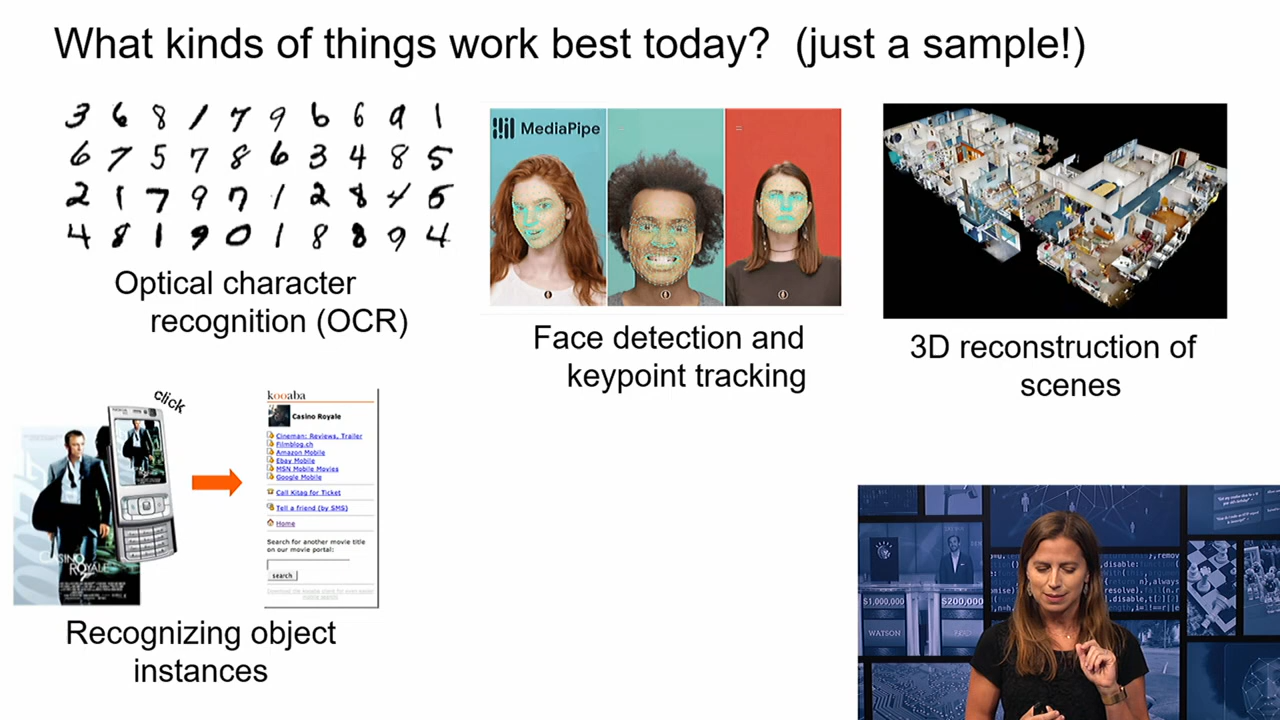 What kinds of things work best today? (just a sample!)
3 6 8 1 7 9 6 6 9 1
6 7 5 7 8 6 3 4 8 5
2 1 7 9 7 1 2 8 4 5
4 8 1 9 0 1 8 8 9 4
Optical character
recognition (OCR)
MediaPipe
Face detection and
keypoint tracking
3D reconstruction of
scenes
click
CASINO
ROYALE
kooaba
Casino Royale
Cineman: Reviews, Trailer
Filmblog.ch
Amazon Mobile
Ebay Mobile
MSN Mobile Movies
Google Mobile
Call Kitag for Ticket
Tell a friend (by SMS)
Home
Search for another movie title
on our movie portal:
search
Recognizing object
instances
$1,000,000
$200,000
WATSON